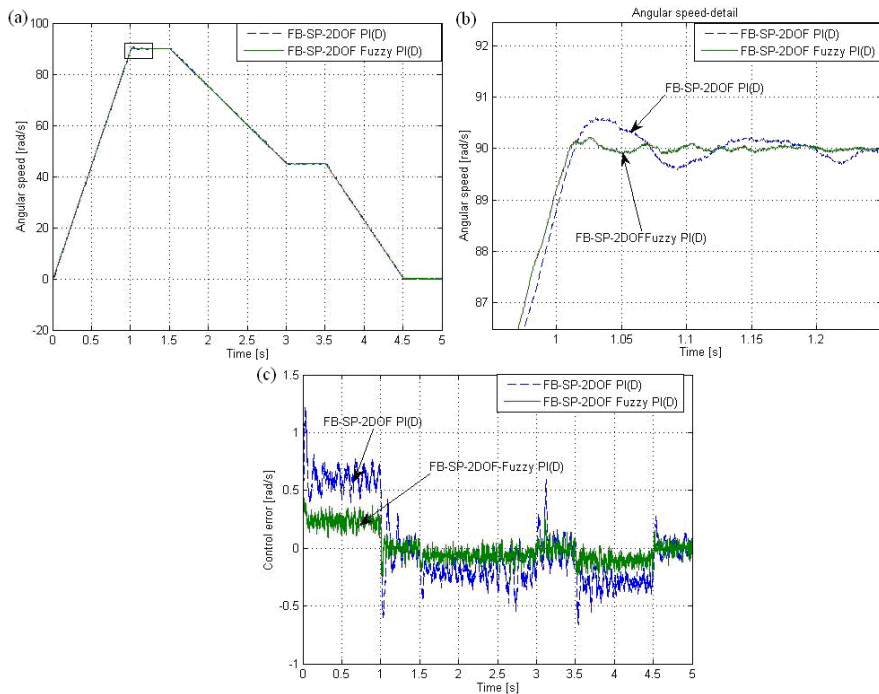 (a)
100
80
60
40
20
0
-20
0 0.5 1 1.5 2 2.5 3 3.5 4 4.5 5
Angular speed [rad/s]
Time [s]
FB-SP-2DOF PI(D)
FB-SP-2DOF Fuzzy PI(D)
(b)
Angular speed-detail
92
91
90
89
88
87
1 1.05 1.1 1.15 1.2
Angular speed [rad/s]
Time [s]
FB-SP-2DOF PI(D)
FB-SP-2DOF Fuzzy PI(D)
FB-SP-2DOF PI(D)
FB-SP-2DOFFuzzy PI(D)
(c)
1.5
1
0.5
0
-0.5
-1
0 0.5 1 1.5 2 2.5 3 3.5 4 4.5 5
Control error [rad/s]
Time [s]
FB-SP-2DOF PI(D)
FB-SP-2DOF Fuzzy PI(D)
FB-SP-2DOF PI(D)
FB-SP-2DOF-Fuzzy PI(D)